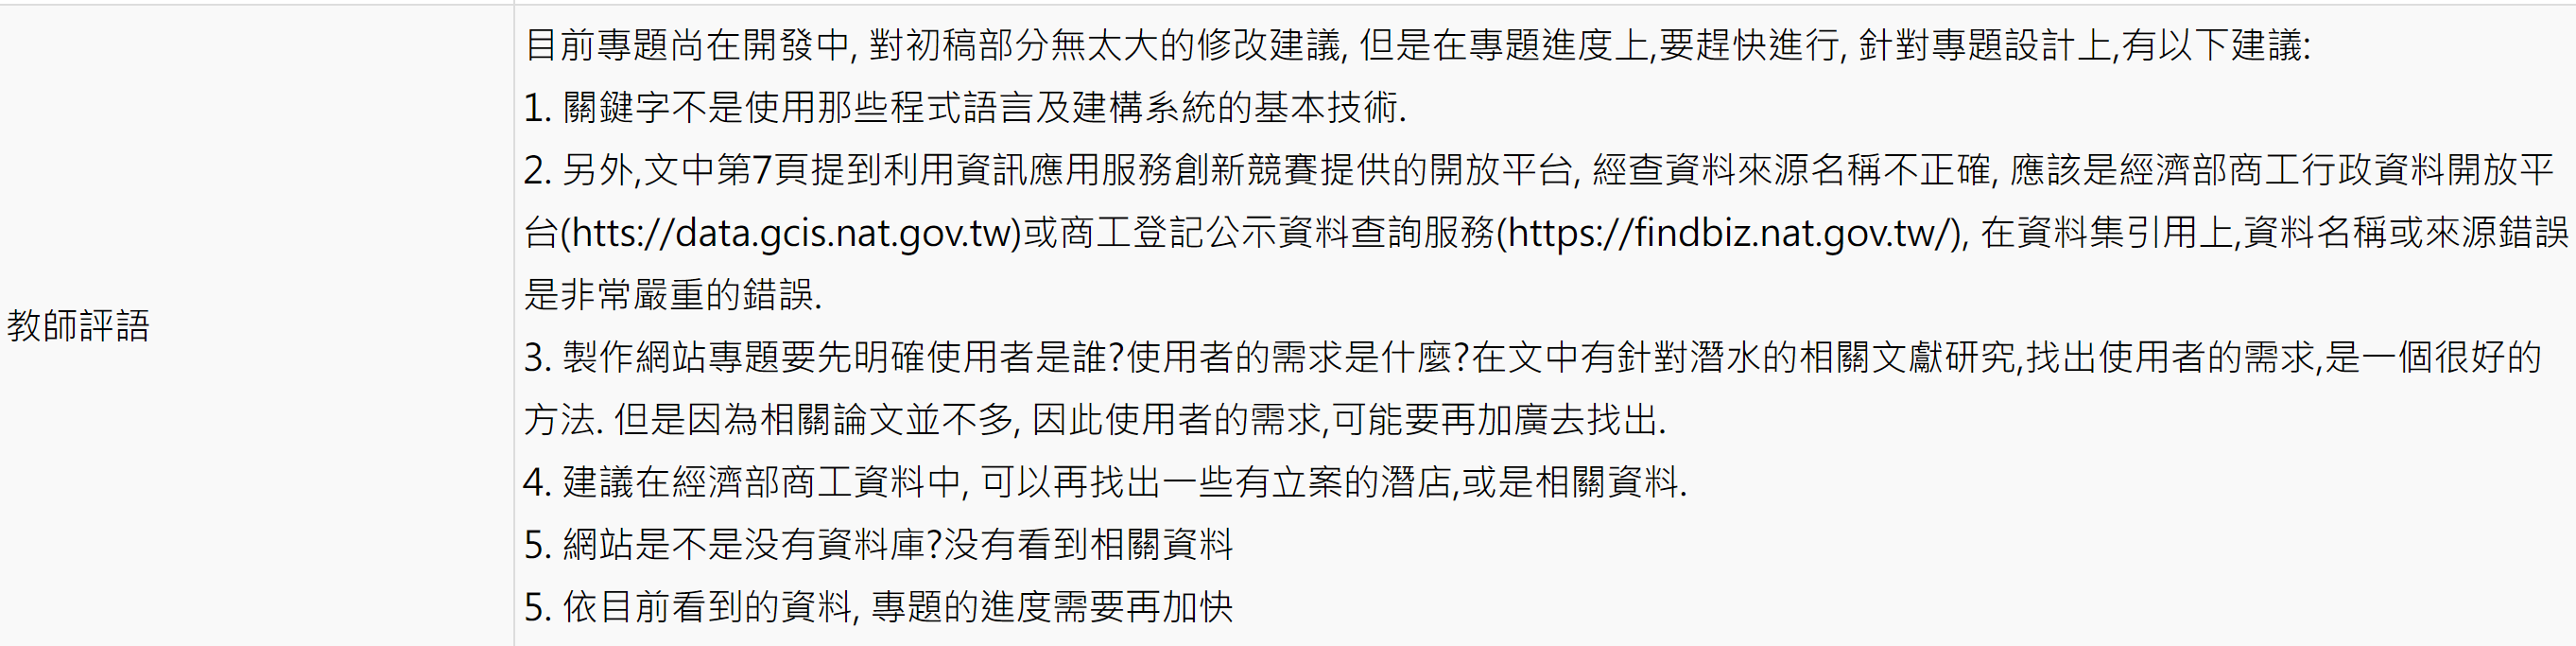 目前專題尚在開發中, 對初稿部分無太大的修改建議, 但是在專題進度上,要趕快進行, 針對專題設計上,有以下建議:
1. 關鍵字不是使用那些程式語言及建構系統的基本技術.
2. 另外,文中第7頁提到利用資訊應用服務創新競賽提供的開放平台, 經查資料來源名稱不正確, 應該是經濟部商工行政資料開放平
台(htts://data.gcis.nat.gov.tw)或商工登記公示資料查詢服務(https://findbiz.nat.gov.tw/), 在資料集引用上,資料名稱或來源錯誤
是非常嚴重的錯誤.
教師評語
3. 製作網站專題要先明確使用者是誰?使用者的需求是什麼?在文中有針對潛水的相關文獻研究,找出使用者的需求,是一個很好的
方法. 但是因為相關論文並不多, 因此使用者的需求,可能要再加廣去找出.
4. 建議在經濟部商工資料中, 可以再找出一些有立案的潛店,或是相關資料.
5. 網站是不是没有資料庫?没有看到相關資料
5. 依目前看到的資料, 專題的進度需要再加快